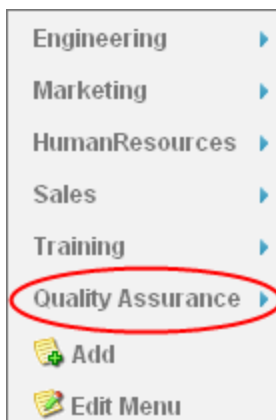 Engineering
Marketing
HumanResources
Sales
Training
Quality Assurance
Add
Edit Menu